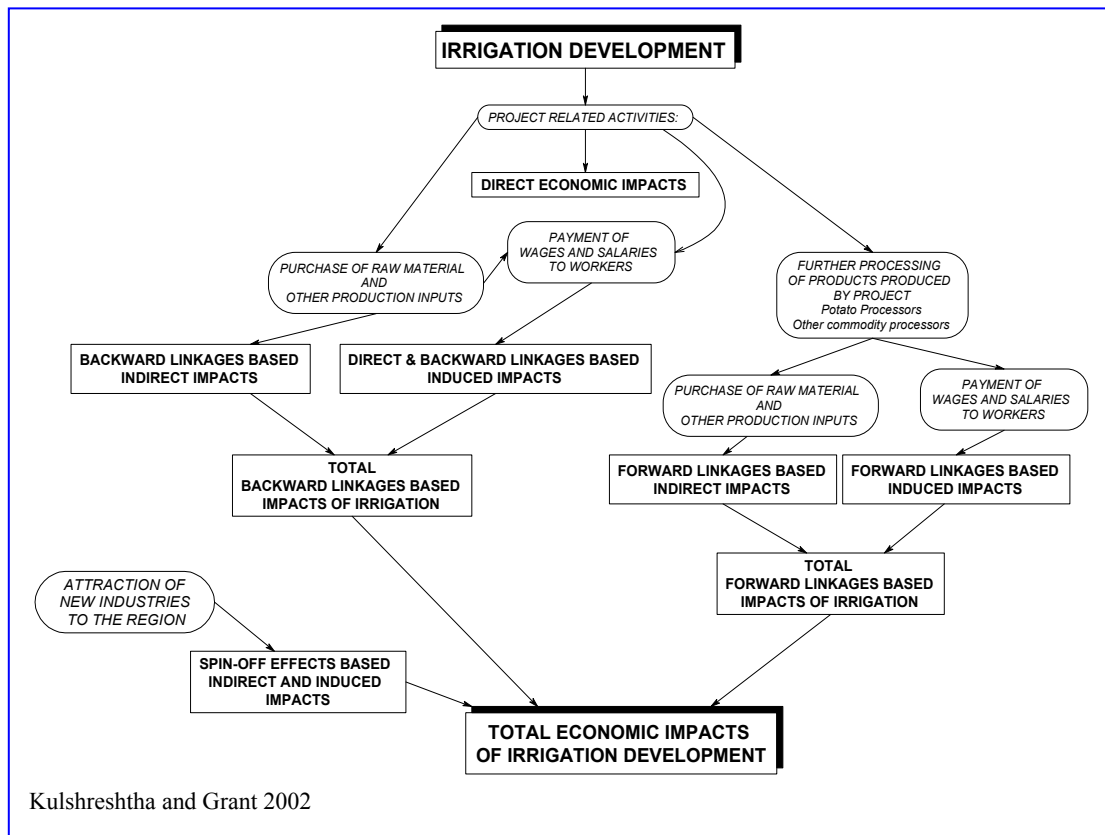 IRRIGATION DEVELOPMENT
PROJECT RELATED ACTIVITIES:
DIRECT ECONOMIC IMPACTS
PAYMENT OF
WAGES AND SALARIES
TO WORKERS
PURCHASE OF RAW MATERIAL
AND
OTHER PRODUCTION INPUTS
FURTHER PROCESSING
OF PRODUCTS PRODUCED
BY PROJECT
Potato Processors
Other commodity processors
BACKWARD LINKAGES BASED
INDIRECT IMPACTS
DIRECT & BACKWARD LINKAGES BASED
INDUCED IMPACTS
PURCHASE OF RAW MATERIAL
AND
OTHER PRODUCTION INPUTS
PAYMENT OF
WAGES AND SALARIES
TO WORKERS
TOTAL
BACKWARD LINKAGES BASED
IMPACTS OF IRRIGATION
FORWARD LINKAGES BASED
INDIRECT IMPACTS
FORWARD LINKAGES BASED
INDUCED IMPACTS
TOTAL
FORWARD LINKAGES BASED
IMPACTS OF IRRIGATION
ATTRACTION OF
NEW INDUSTRIES
TO THE REGION
SPIN-OFF EFFECTS BASED
INDIRECT AND INDUCED
IMPACTS
TOTAL ECONOMIC IMPACTS
OF IRRIGATION DEVELOPMENT
Kulshreshtha and Grant 2002